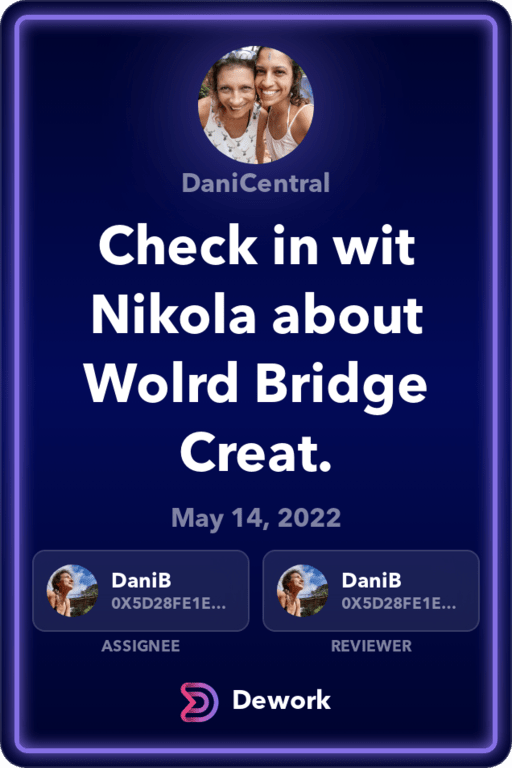 DaniCentral
Check in wit
Nikola about
Wolrd Bridge
Creat.
May 14, 2022
DaniB
0X5D28FE1E...
ASSIGNEE
DaniB
0X5D28FE1E...
REVIEWER
Dework